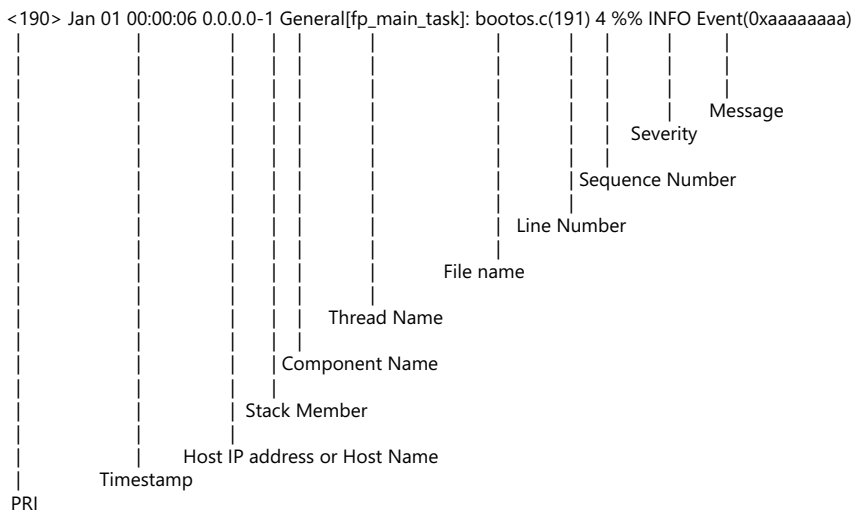 <190> Jan 01 00:00:06 0.0.0.0-1 General[fp_main_task]: bootos.c(191) 4 %% INFO Event(0xaaaaaaaa)
Message
Severity
Sequence Number
Line Number
File name
Thread Name
Component Name
Stack Member
Host IP address or Host Name
Timestamp
PRI